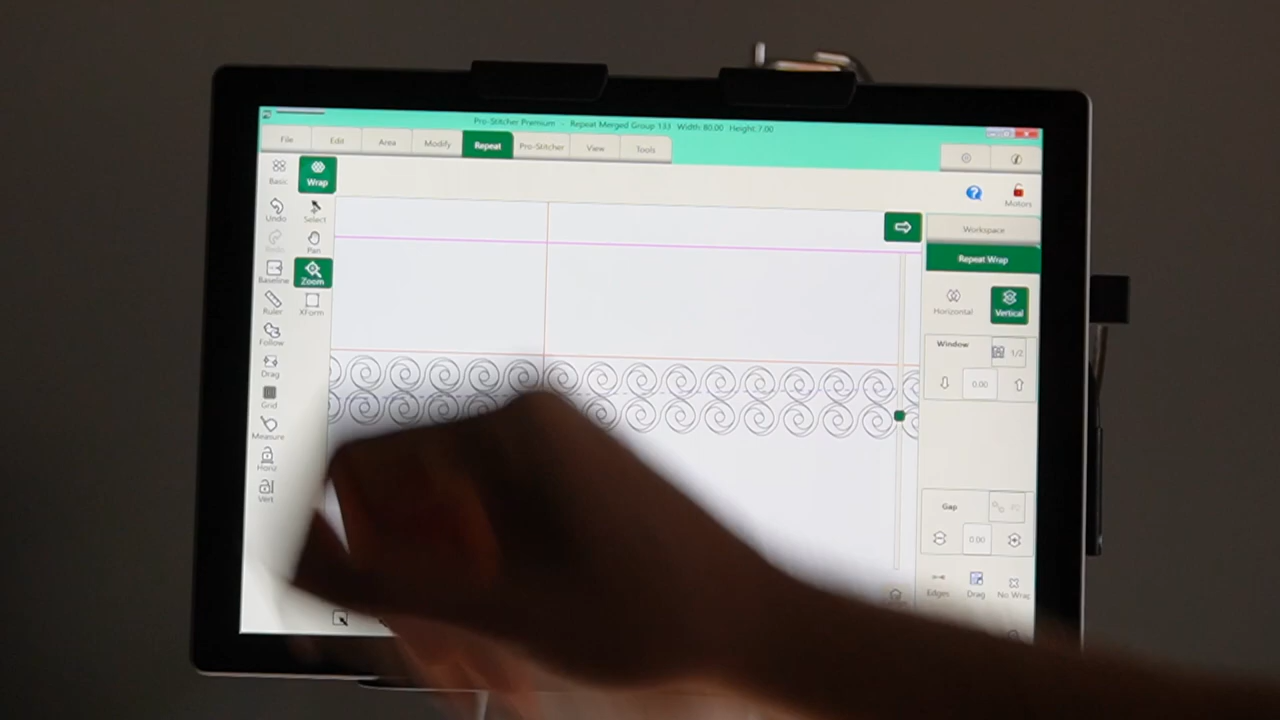 Pro-Stitcher Premium - Repeat Merged Group 133 Width: 80.00 Height: 7.00
File Edit Area Modify Repeat Pro-Stitcher View Tools
Basic Wrap
Motors
Undo Select
Workspace
Pan
Repeat Wrap
Baseline Zoom
Horizontal Vertical
Ruler XForm
Follow
Window 1/2
Drag
0.00
Grid
Measure
Horiz
Vert
Gap
0.00
Edges Drag No Wrap